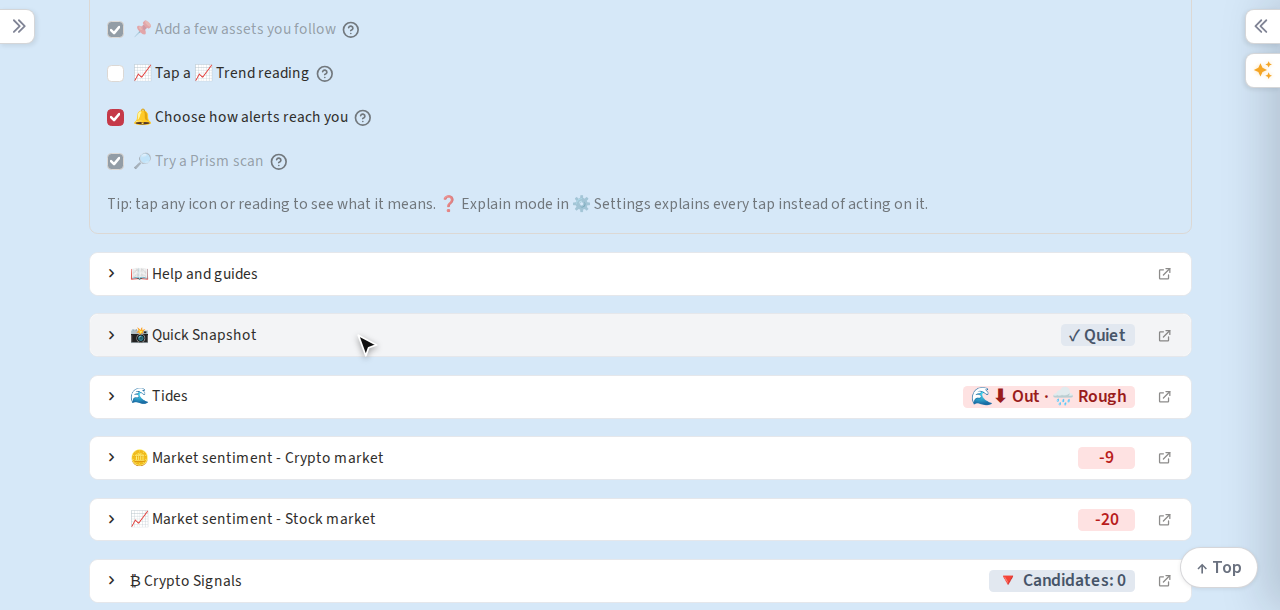 📌 Add a few assets you follow
📈 Tap a 📈 Trend reading
🔔 Choose how alerts reach you
🔎 Try a Prism scan
Tip: tap any icon or reading to see what it means. ❓ Explain mode in ⚙️ Settings explains every tap instead of acting on it.
📖 Help and guides
📸 Quick Snapshot ✓ Quiet
🌊 Tides 🌊⬇ Out · 🌧️ Rough
🪙 Market sentiment - Crypto market -9
📈 Market sentiment - Stock market -20
₿ Crypto Signals 🔻 Candidates: 0
↑ Top